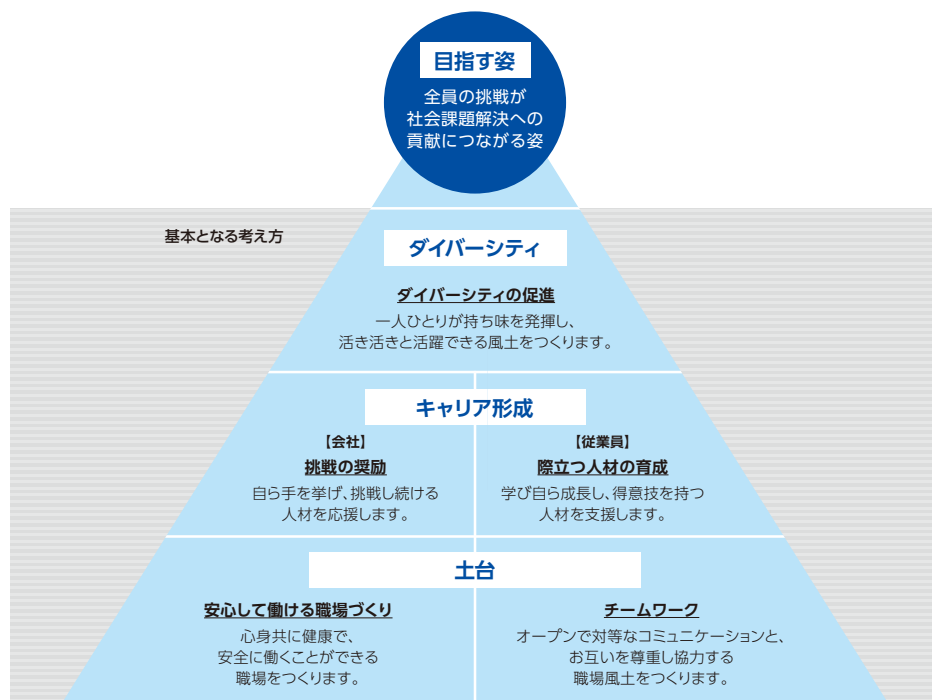 目指す姿
全員の挑戦が
社会課題解決への
貢献につながる姿
基本となる考え方
ダイバーシティ
ダイバーシティの促進
一人ひとりが持ち味を発揮し、
活き活きと活躍できる風土をつくります。
キャリア形成
【会社】
挑戦の奨励
自ら手を挙げ、挑戦し続ける
人材を応援します。
【従業員】
際立つ人材の育成
学び自ら成長し、得意技を持つ
人材を支援します。
土台
安心して働ける職場づくり
心身共に健康で、
安全に働くことができる
職場をつくります。
チームワーク
オープンで対等なコミュニケーションと、
お互いを尊重し協力する
職場風土をつくります。